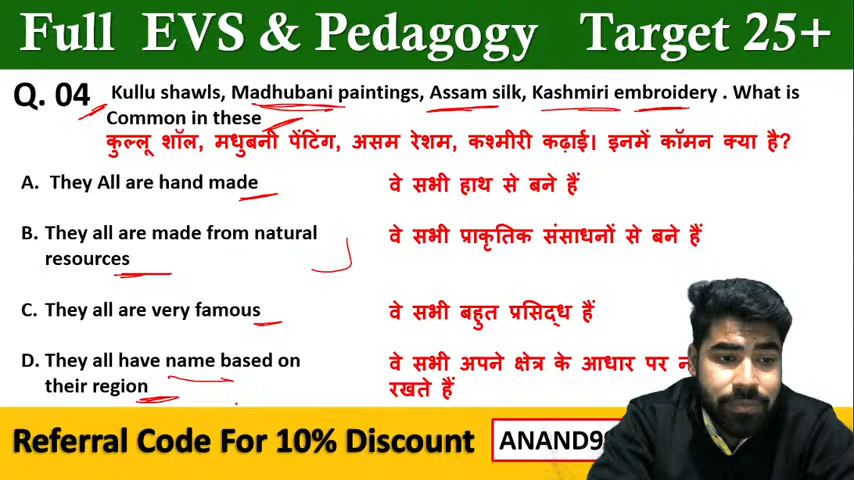 Full EVS & Pedagogy Target 25+
Q. 04 Kullu shawls, Madhubani paintings, Assam silk, Kashmiri embroidery . What is
Common in these
कुल्लू शॉल, मधुबनी पेंटिंग, असम रेशम, कश्मीरी कढ़ाई। इनमें कॉमन क्या है?
A. They All are hand made वे सभी हाथ से बने हैं
B. They all are made from natural वे सभी प्राकृतिक संसाधनों से बने हैं
resources
C. They all are very famous वे सभी बहुत प्रसिद्ध हैं
D. They all have name based on वे सभी अपने क्षेत्र के आधार पर
their region रखते हैं
Referral Code For 10% Discount